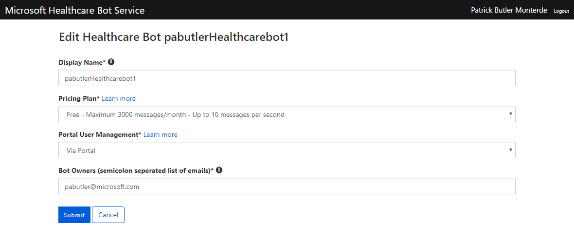 Microsoft Healthcare Bot Service
Patrick Butler Monterde Logout
Edit Healthcare Bot pabutlerHealthcarebot1
Display Name*
pabutlerHealthcarebot1
Pricing Plan* Learn more
Free - Maximum 3000 messages/month - Up to 10 messages per second
Portal User Management* Learn more
Via Portal
Bot Owners (semicolon seperated list of emails)*
pabutler@microsoft.com
Submit Cancel